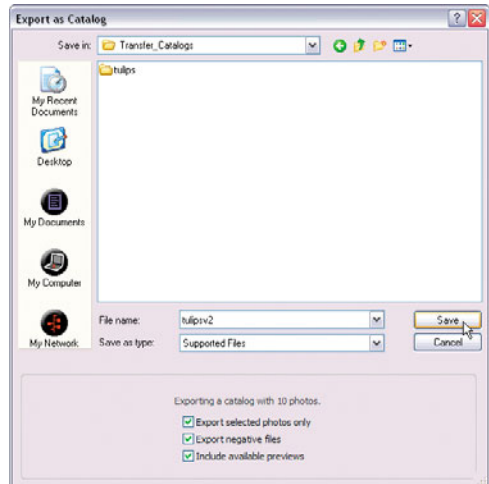 Export as Catalog
Save in: Transfer_Catalogs
tulips
My Recent
Documents
Desktop
My Documents
My Computer
My Network
File name: tulipsv2 Save
Save as type: Supported Files Cancel
Exporting a catalog with 10 photos.
Export selected photos only
Export negative files
Include available previews